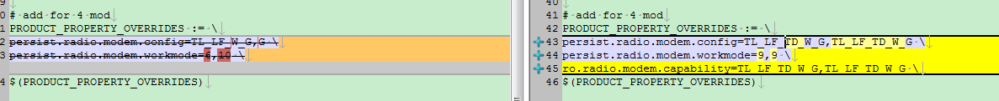 9
0 # add for 4 mod
1 PRODUCT_PROPERTY_OVERRIDES := \
2 persist.radio.modem.config=TL_LF_W_G,G \
3 persist.radio.modem.workmode=6,10 \
4 $(PRODUCT_PROPERTY_OVERRIDES)
40
41 # add for 4 mod
42 PRODUCT_PROPERTY_OVERRIDES := \
43 persist.radio.modem.config=TL_LF_TD_W_G,TL_LF_TD_W_G \
44 persist.radio.modem.workmode=9,9 \
45 ro.radio.modem.capability=TL_LF_TD_W_G,TL_LF_TD_W_G \
46 $(PRODUCT_PROPERTY_OVERRIDES)